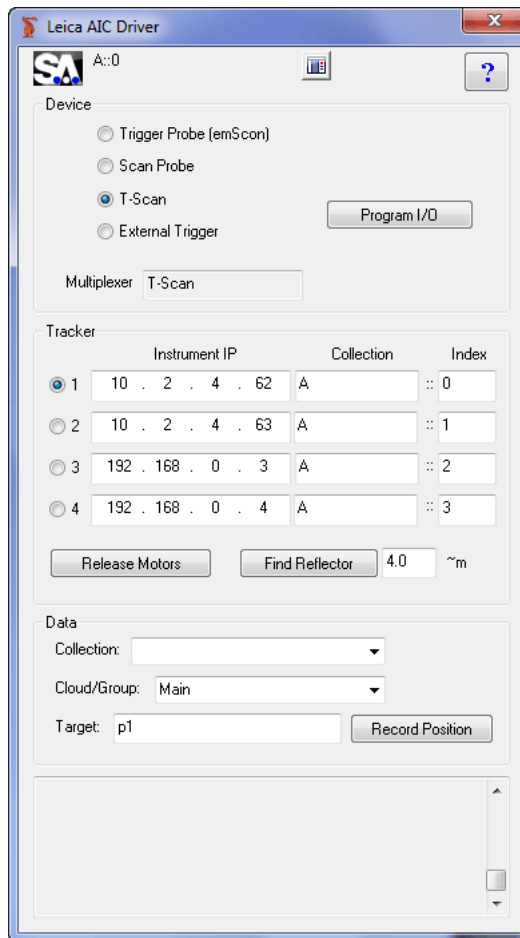 Leica AIC Driver
SA A::0 ?
Device
Trigger Probe (emScon)
Scan Probe
T-Scan
Program I/O
External Trigger
Multiplexer T-Scan
Tracker
Instrument IP Collection Index
1 10 . 2 . 4 . 62 A :: 0
2 10 . 2 . 4 . 63 A :: 1
3 192 . 168 . 0 . 3 A :: 2
4 192 . 168 . 0 . 4 A :: 3
Release Motors Find Reflector 4.0 ~m
Data
Collection:
Cloud/Group: Main
Target: p1 Record Position